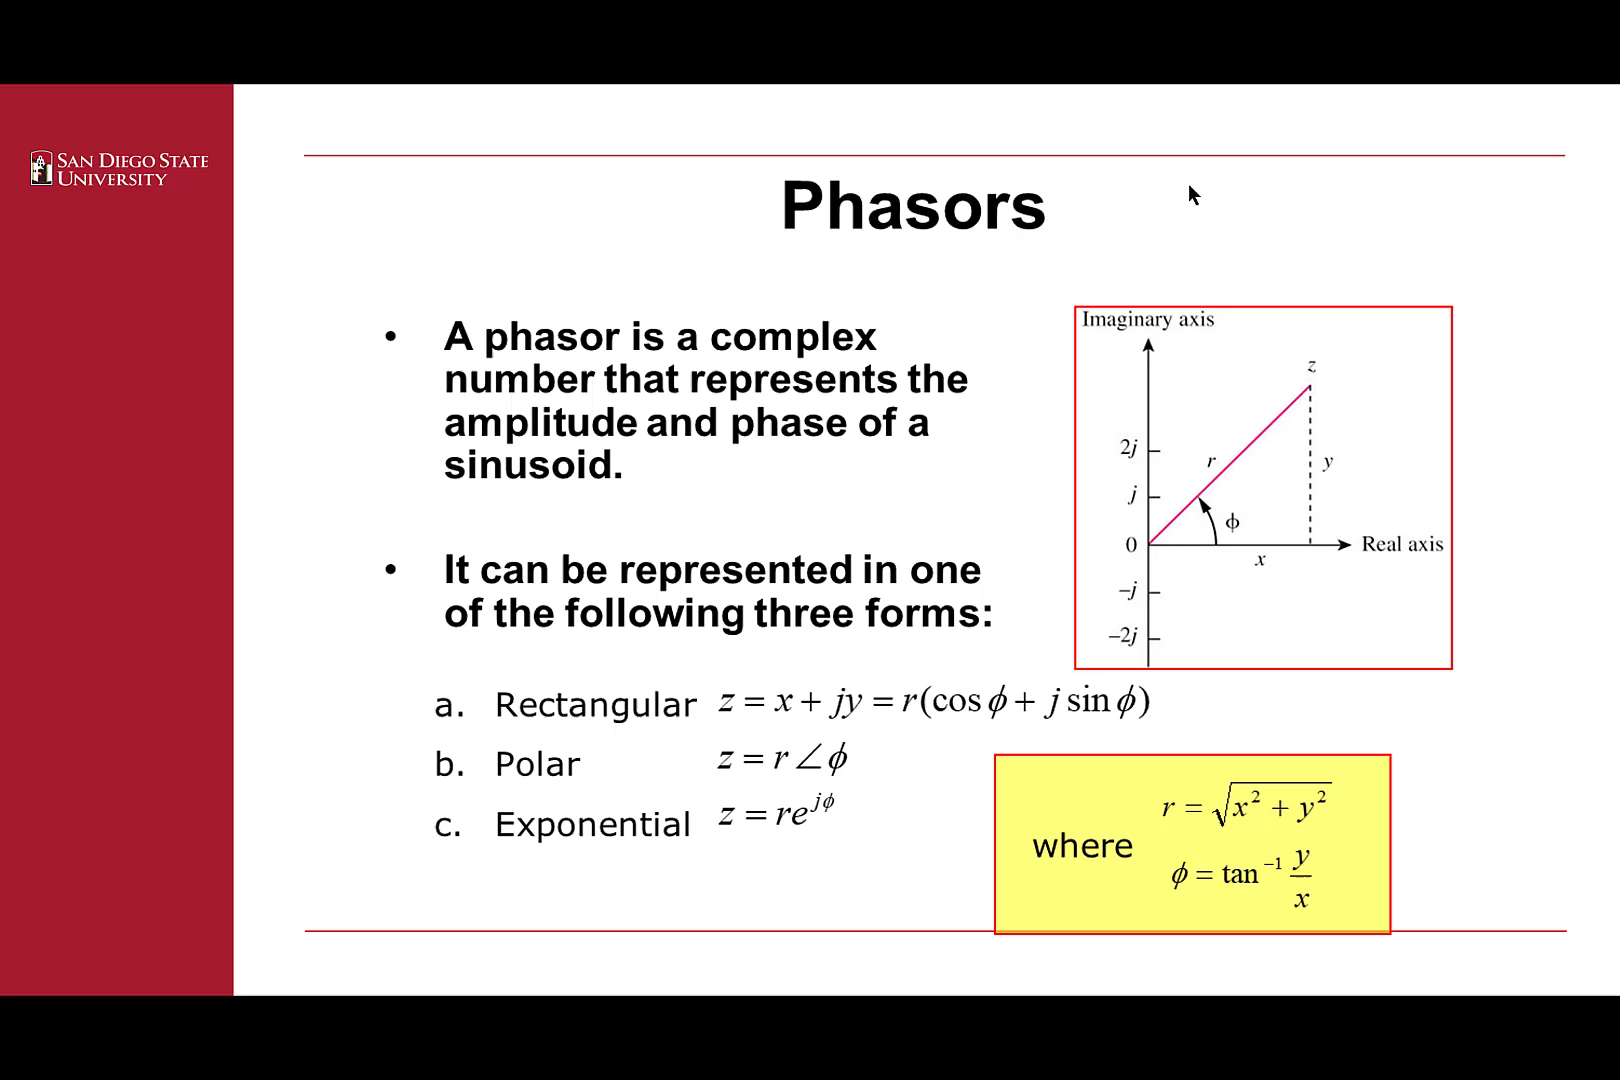 SAN DIEGO STATE
UNIVERSITY
Phasors
• A phasor is a complex
number that represents the
amplitude and phase of a
sinusoid.
• It can be represented in one
of the following three forms:
Imaginary axis
z
2j
r
y
j
ϕ
0
Real axis
x
−j
−2j
a. Rectangular z = x + jy = r(cos ϕ + j sin ϕ)
b. Polar z = r∠ϕ
c. Exponential z = re^{jϕ}
where
r = √(x² + y²)
ϕ = tan⁻¹ y/x